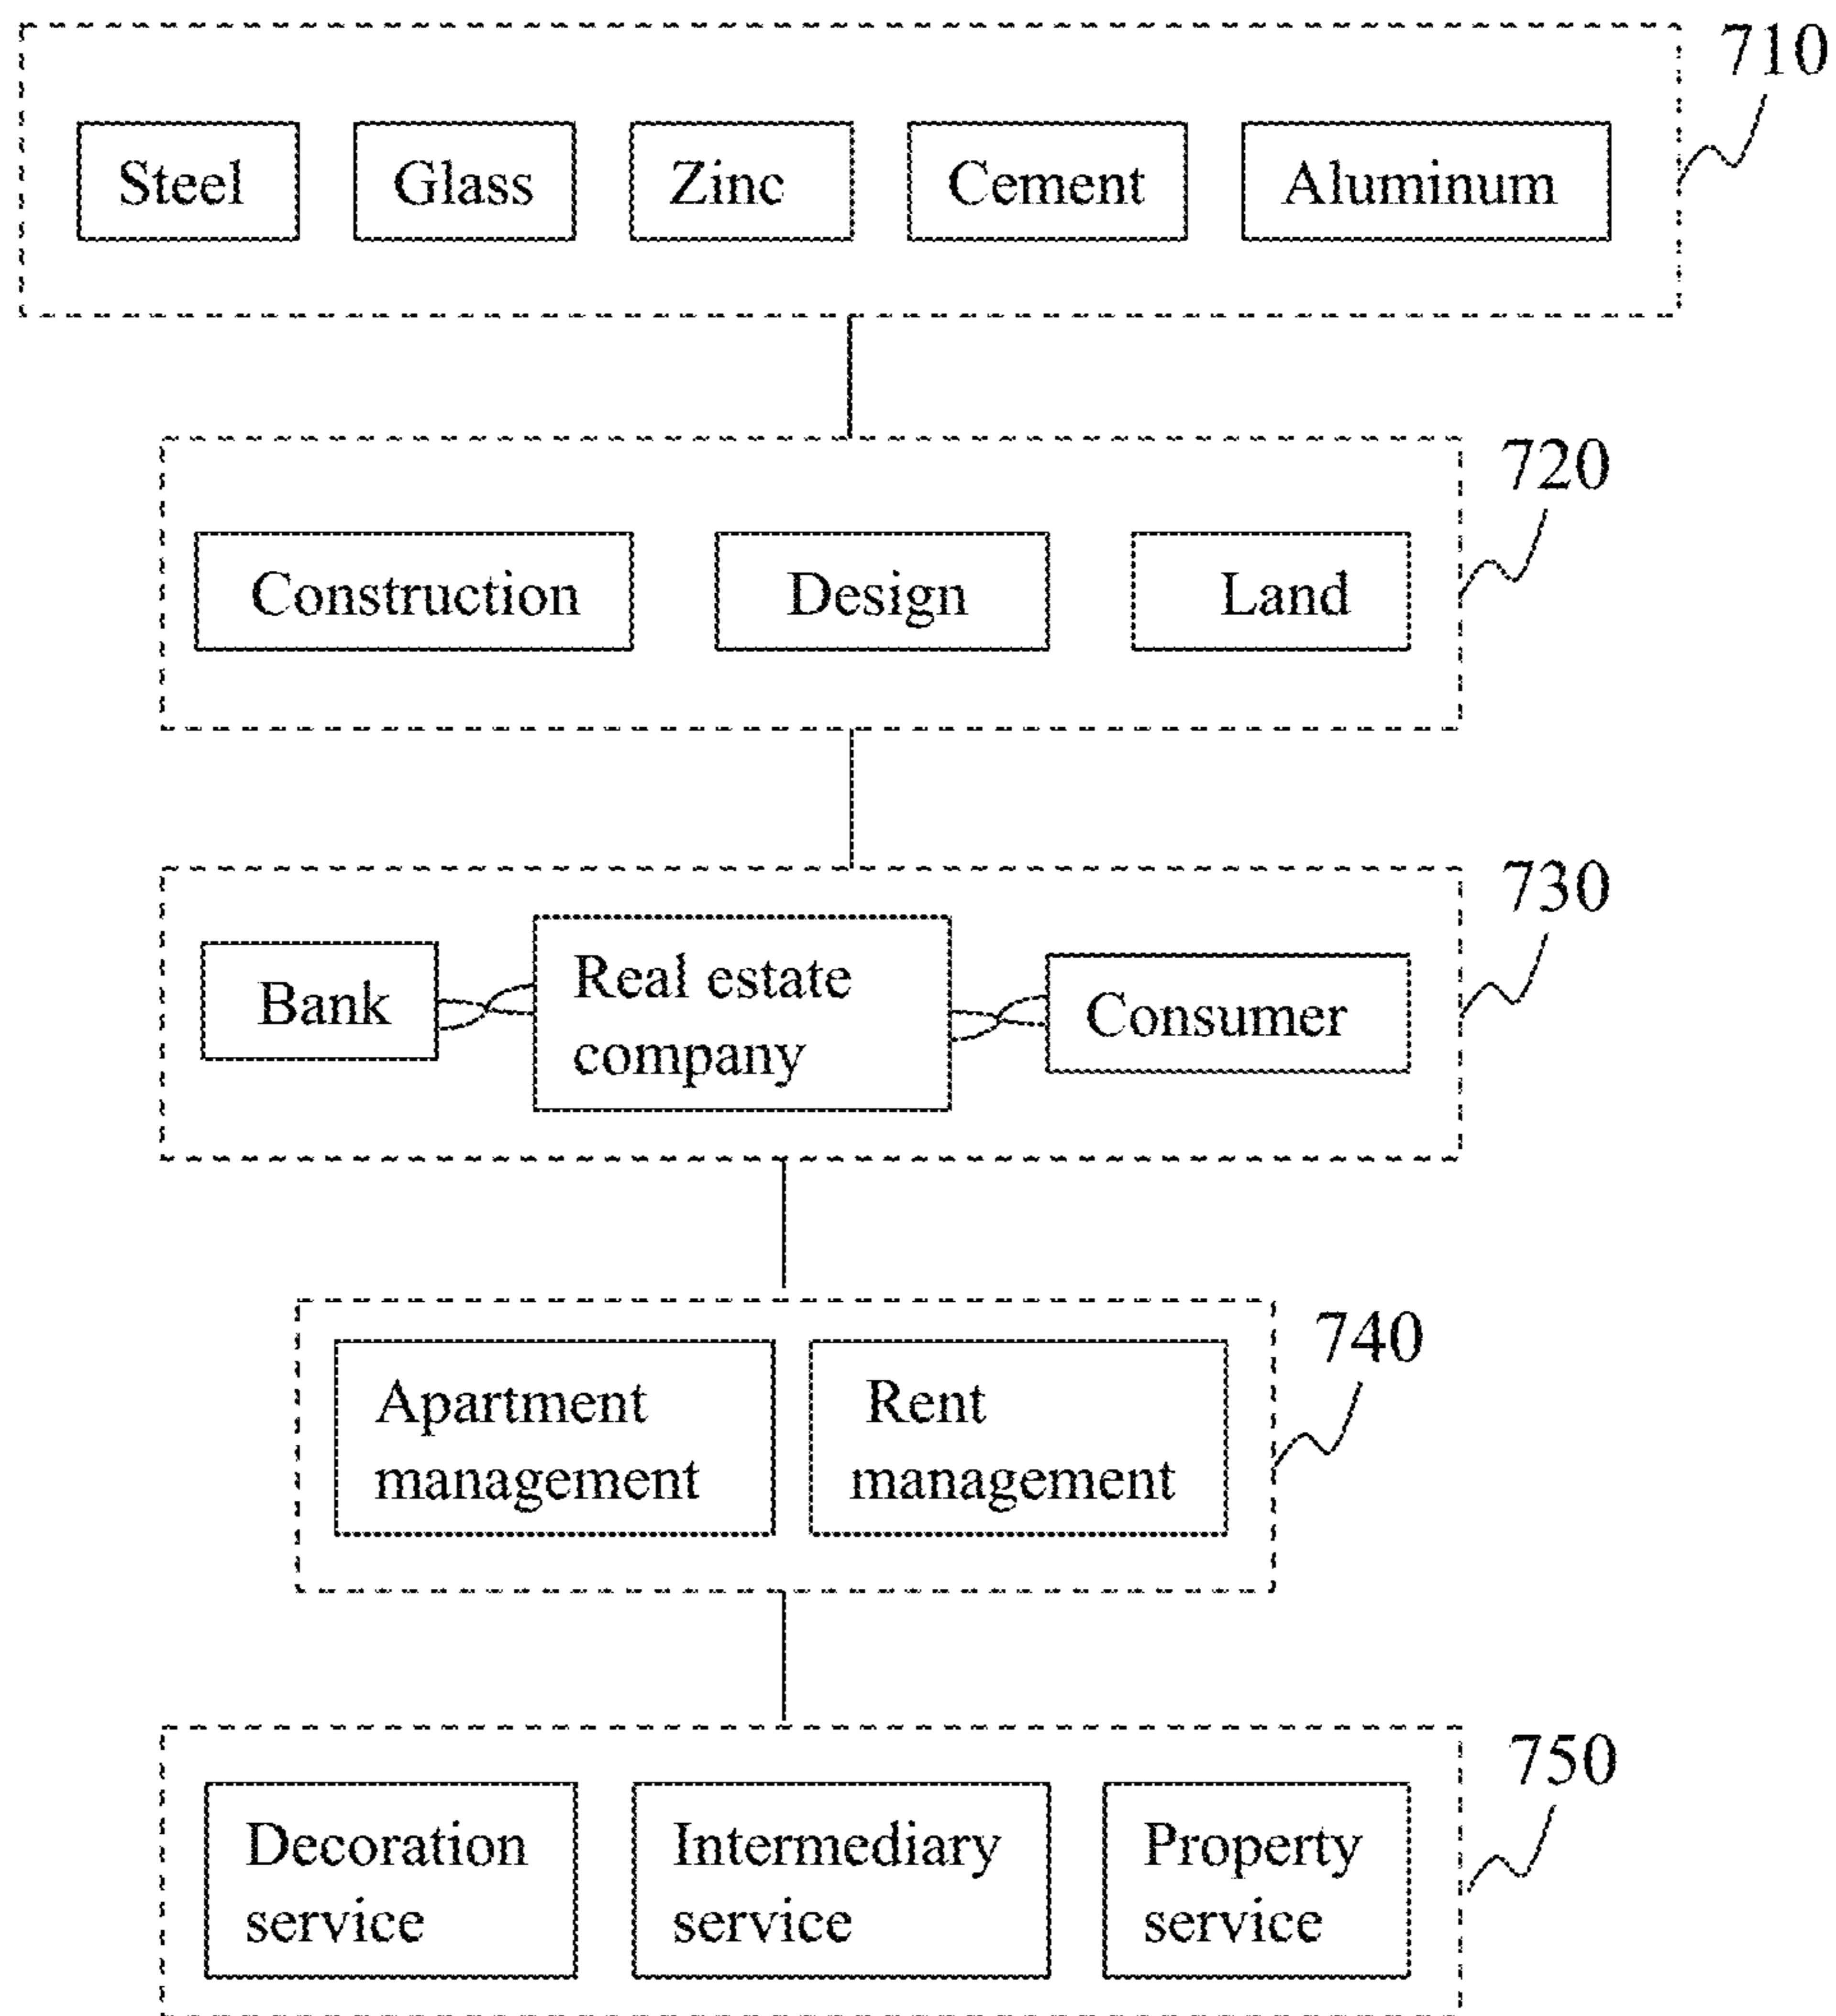 710
Steel Glass Zinc Cement Aluminum
720
Construction Design Land
730
Bank
Real estate
company
Consumer
740
Apartment
management
Rent
management
750
Decoration
service
Intermediary
service
Property
service